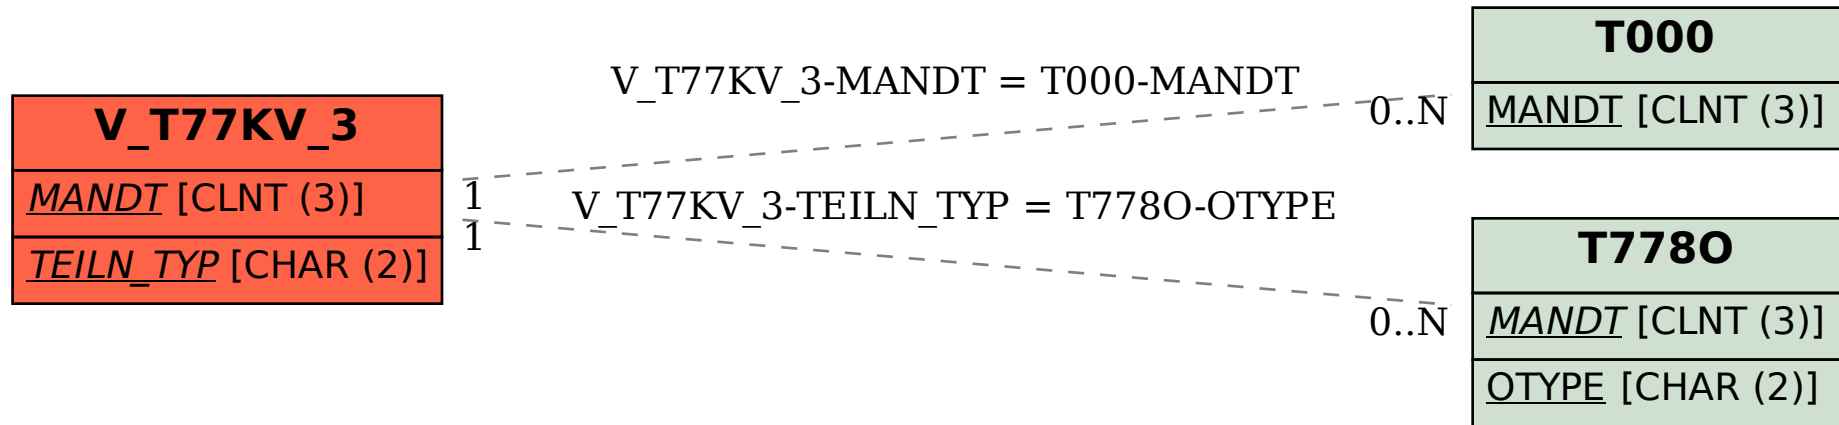 V_T77KV_3
MANDT [CLNT (3)]
TEILN_TYP [CHAR (2)]
V_T77KV_3-MANDT = T000-MANDT
1
0..N
V_T77KV_3-TEILN_TYP = T778O-OTYPE
1
0..N
T000
MANDT [CLNT (3)]
T778O
MANDT [CLNT (3)]
OTYPE [CHAR (2)]